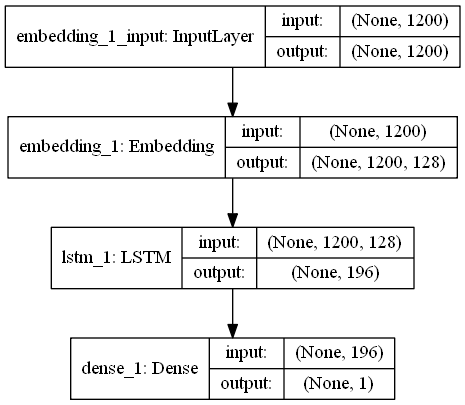 embedding_1_input: InputLayer
input: (None, 1200)
output: (None, 1200)
embedding_1: Embedding
input: (None, 1200)
output: (None, 1200, 128)
lstm_1: LSTM
input: (None, 1200, 128)
output: (None, 196)
dense_1: Dense
input: (None, 196)
output: (None, 1)